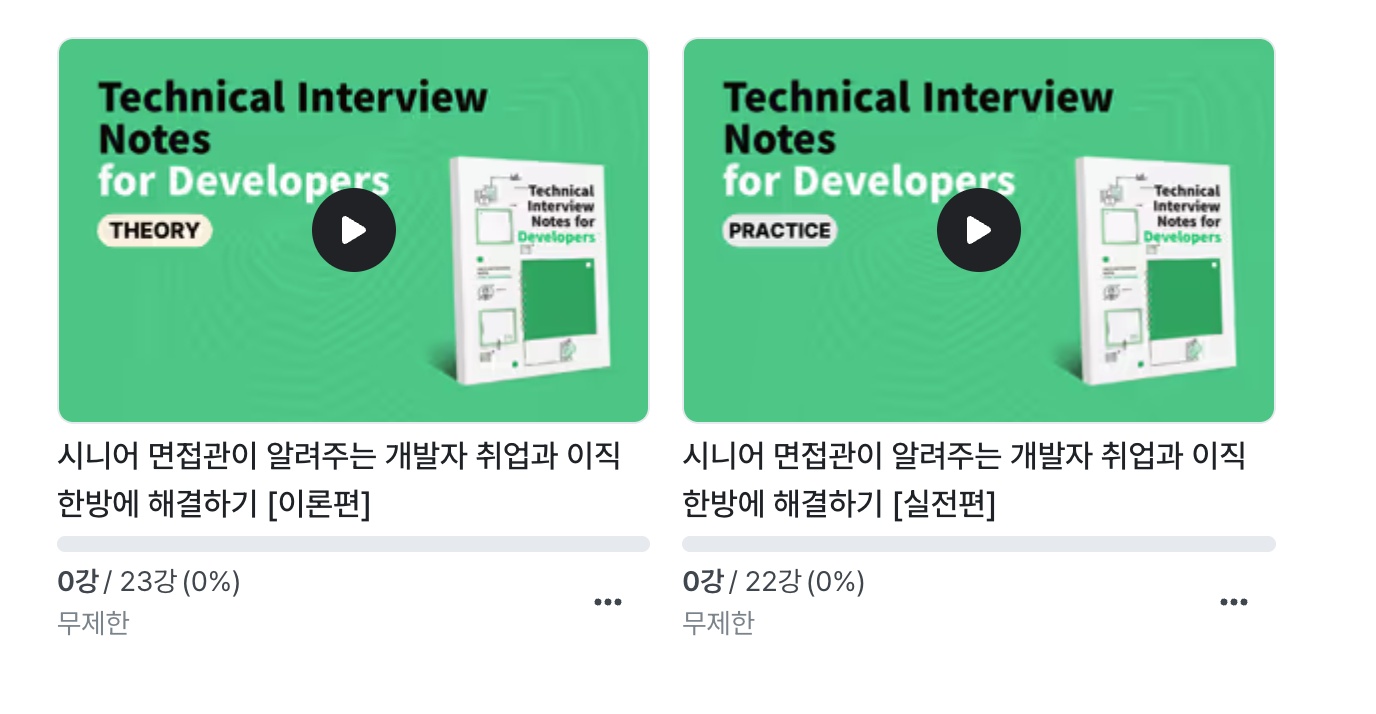 Technical Interview
Notes
for Developers
THEORY
Technical
Interview
Notes for
Developers
시니어 면접관이 알려주는 개발자 취업과 이직
한방에 해결하기 [이론편]
0강 / 23강 (0%)
무제한
Technical Interview
Notes
for Developers
PRACTICE
Technical
Interview
Notes for
Developers
시니어 면접관이 알려주는 개발자 취업과 이직
한방에 해결하기 [실전편]
0강 / 22강 (0%)
무제한